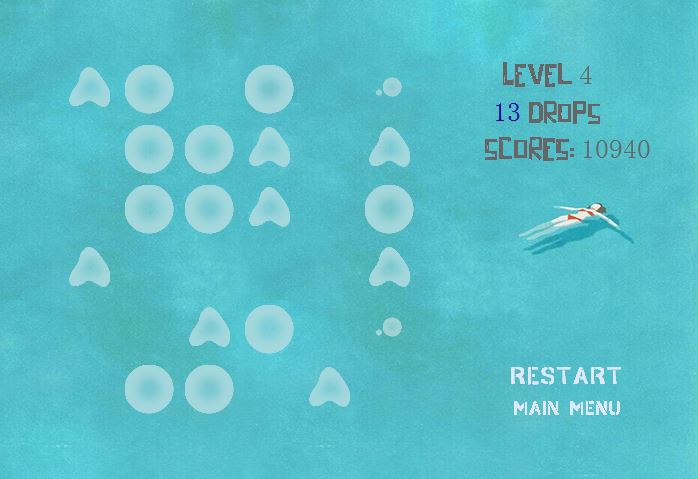 LEVEL 4
13 DROPS
SCORES: 10940
RESTART
MAIN MENU